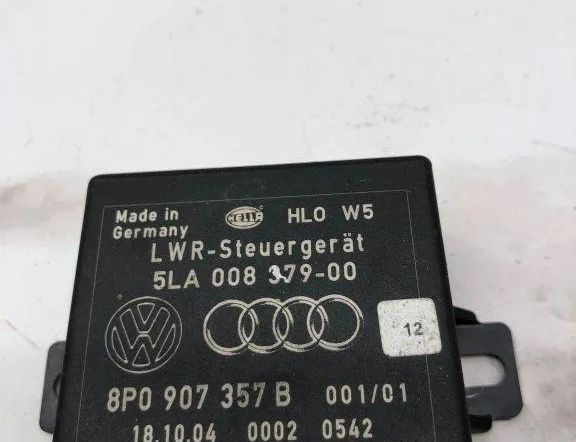 Made in
Germany
HELLA
HLO W5
LWR-Steuergerät
5LA 008 379-00
12
8P0 907 357 B 001/01
18.10.04 0002 0542